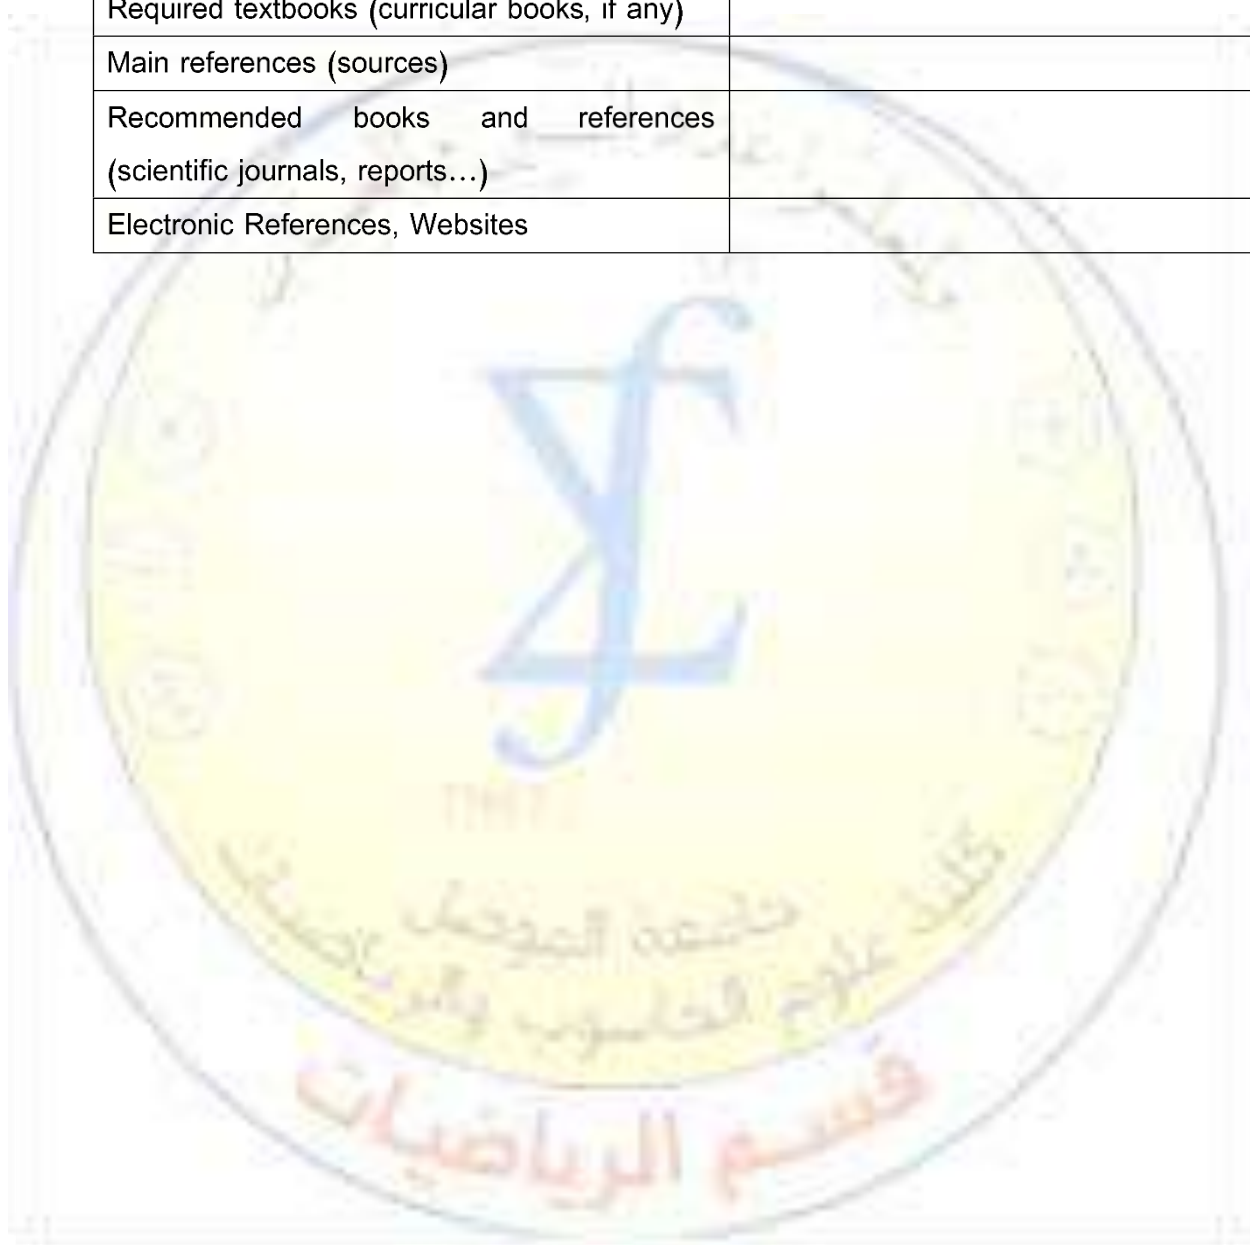 Required textbooks (curricular books, if any)
Main references (sources)
Recommended books and references
(scientific journals, reports...)
Electronic References, Websites
جامعة الموصل
كلية علوم الحاسوب والرياضيات
قسم الرياضيات